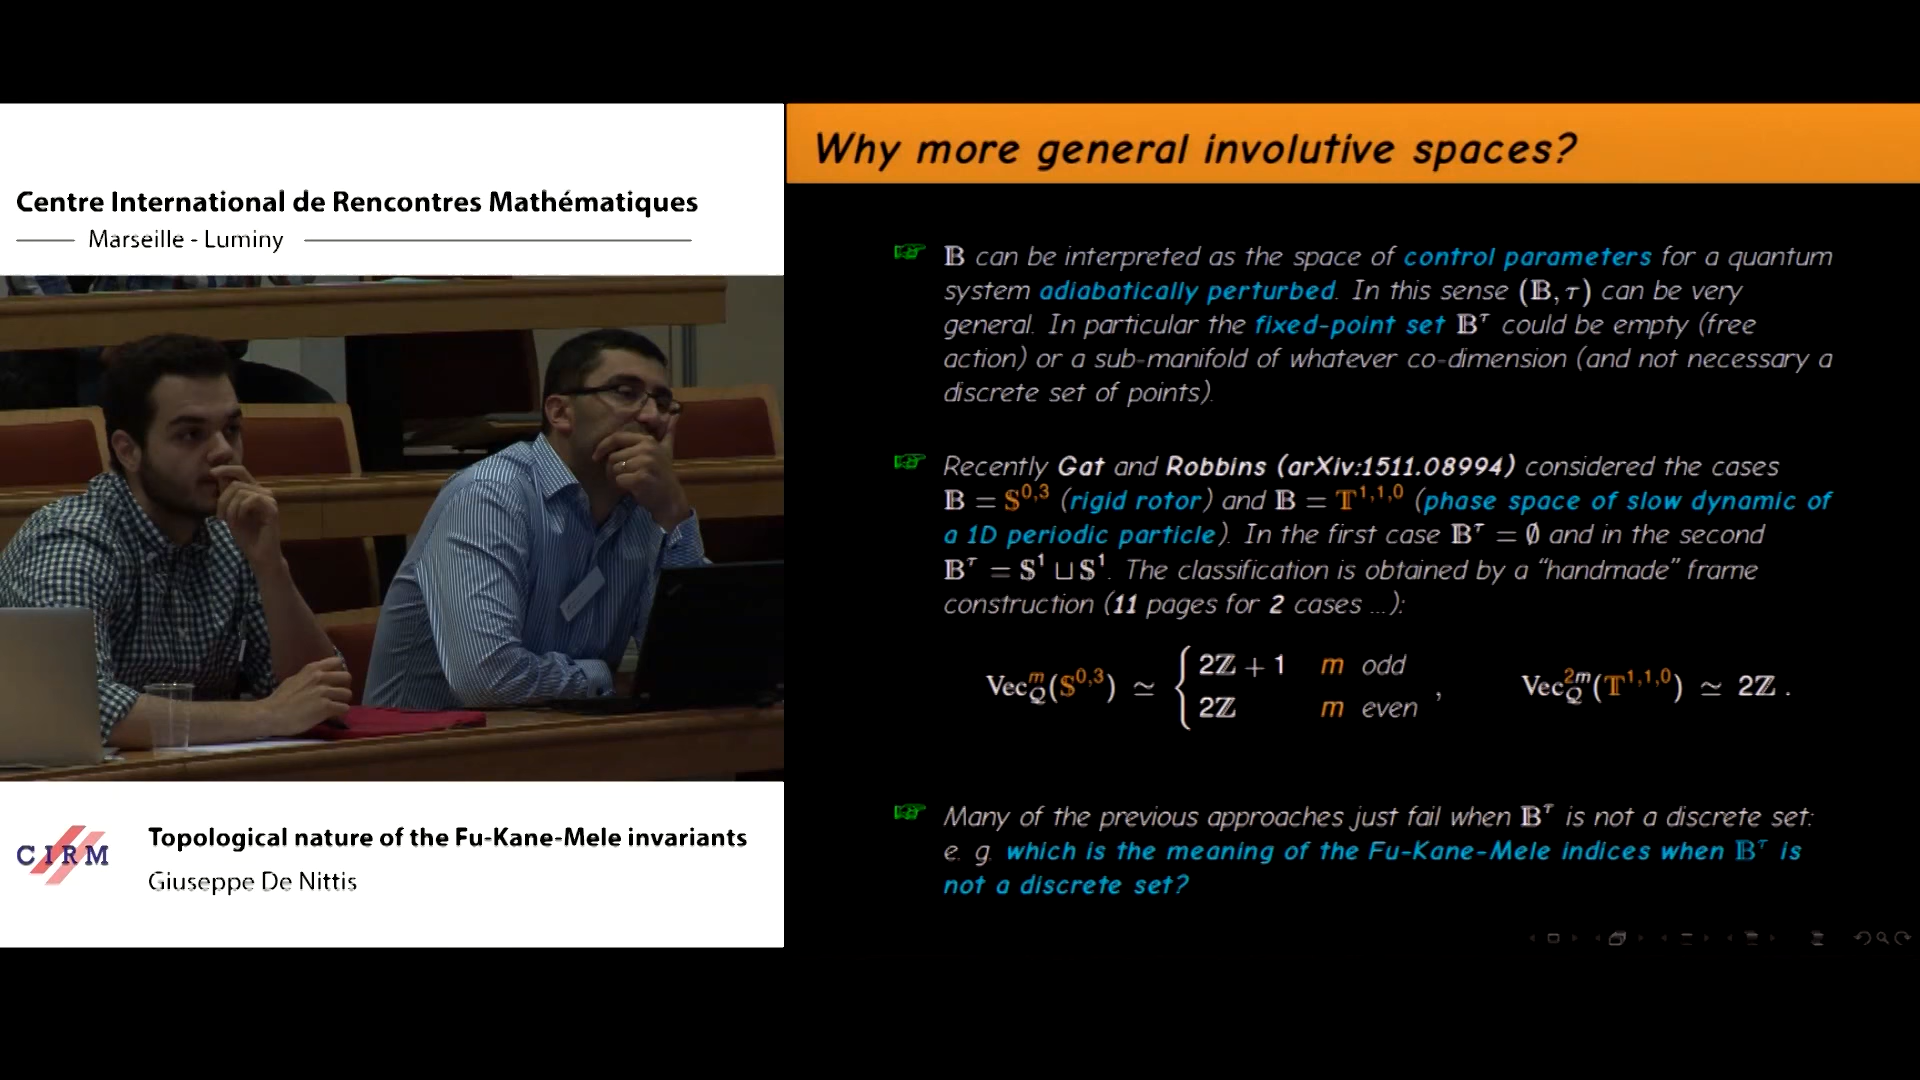 Centre International de Rencontres Mathématiques
Marseille - Luminy
CIRM
Topological nature of the Fu-Kane-Mele invariants
Giuseppe De Nittis
Why more general involutive spaces?
𝔹 can be interpreted as the space of control parameters for a quantum
system adiabatically perturbed. In this sense (𝔹, τ) can be very
general. In particular the fixed-point set 𝔹^τ could be empty (free
action) or a sub-manifold of whatever co-dimension (and not necessary a
discrete set of points).
Recently Gat and Robbins (arXiv:1511.08994) considered the cases
𝔹 = 𝕊^{0,3} (rigid rotor) and 𝔹 = 𝕋^{1,1,0} (phase space of slow dynamic of
a 1D periodic particle). In the first case 𝔹^τ = ∅ and in the second
𝔹^τ = 𝕊^1 ⊔ 𝕊^1. The classification is obtained by a “handmade” frame
construction (11 pages for 2 cases ...):
Vec_Q^m(𝕊^{0,3}) ≃ { 2ℤ + 1 m odd
2ℤ m even ,
Vec_Q^{2m}(𝕋^{1,1,0}) ≃ 2ℤ .
Many of the previous approaches just fail when 𝔹^τ is not a discrete set:
e. g. which is the meaning of the Fu-Kane-Mele indices when 𝔹^τ is
not a discrete set?